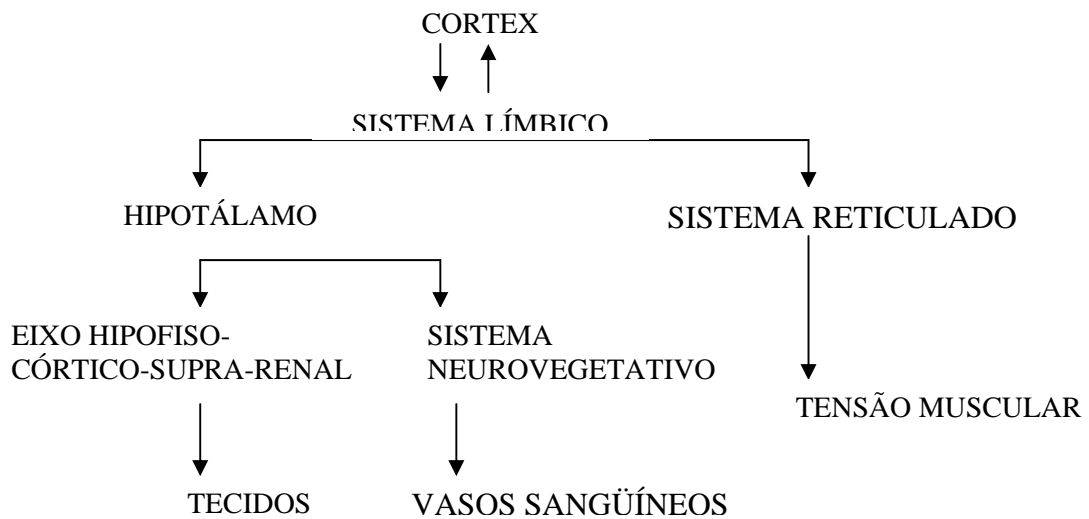 CORTEX
SISTEMA LÍMBICO
HIPOTÁLAMO
SISTEMA RETICULADO
EIXO HIPOFISO-
CÓRTICO-SUPRA-RENAL
SISTEMA
NEUROVEGETATIVO
TENSÃO MUSCULAR
TECIDOS
VASOS SANGÜÍNEOS